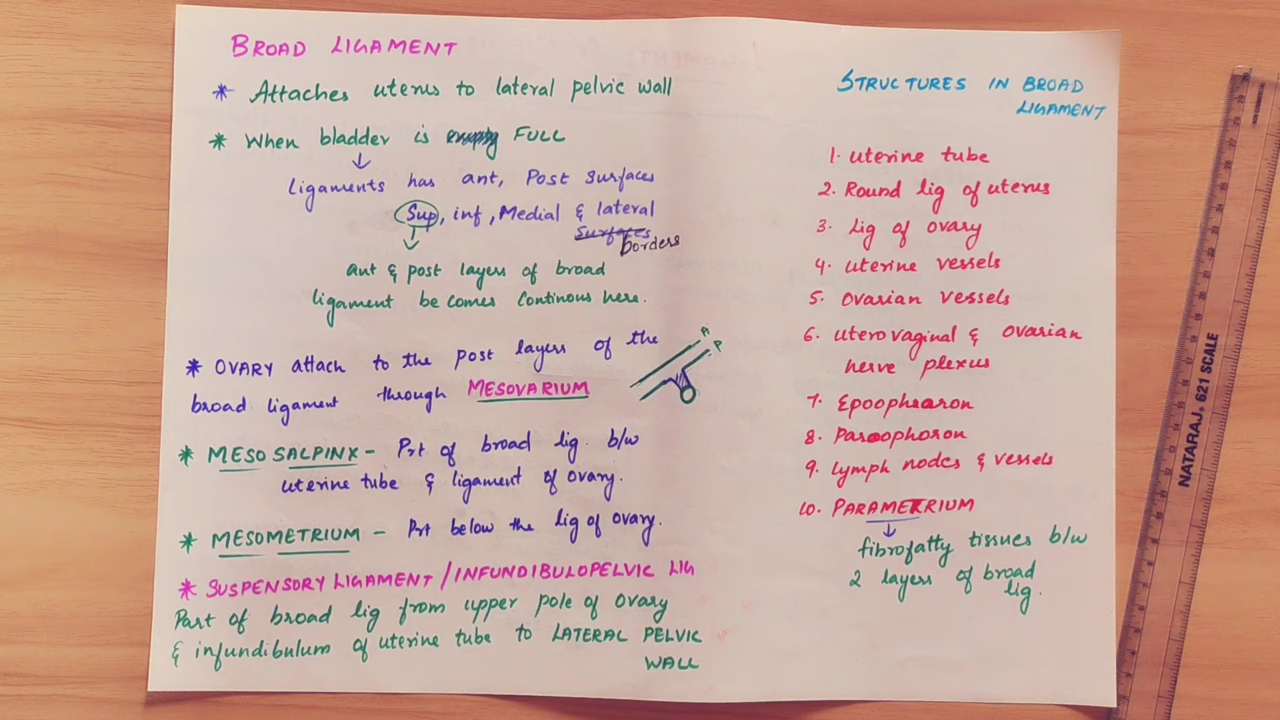 BROAD LIGAMENT
* Attaches uterus to lateral pelvic wall
* When bladder is FULL
ligaments has ant, Post surfaces
Sup, inf, Medial & lateral
surfaces
borders
ant & post layers of broad
ligament be comes continous here.
* OVARY attach to the post layers of the
broad ligament through MESOVARIUM
A
P
* MESO SALPINX - Prt of broad lig. b/w
uterine tube & ligament of ovary.
* MESOMETRIUM - Prt below the lig of ovary.
* SUSPENSORY LIGAMENT/INFUNDIBULOPELVIC LIG
Part of broad lig from upper pole of ovary
& infundibulum of uterine tube to LATERAL PELVIC
WALL
STRUCTURES IN BROAD
LIGAMENT
1. uterine tube
2. Round lig of uterus
3. Lig of ovary
4. uterine vessels
5. Ovarian vessels
6. uterovaginal & ovarian
nerve plexus
7. Epoophearon
8. Paroophoron
9. lymph nodes & vessels
10. PARAMETRIUM
fibrofatty tissues b/w
2 layers of broad
lig.
NATARAJ 621 SCALE